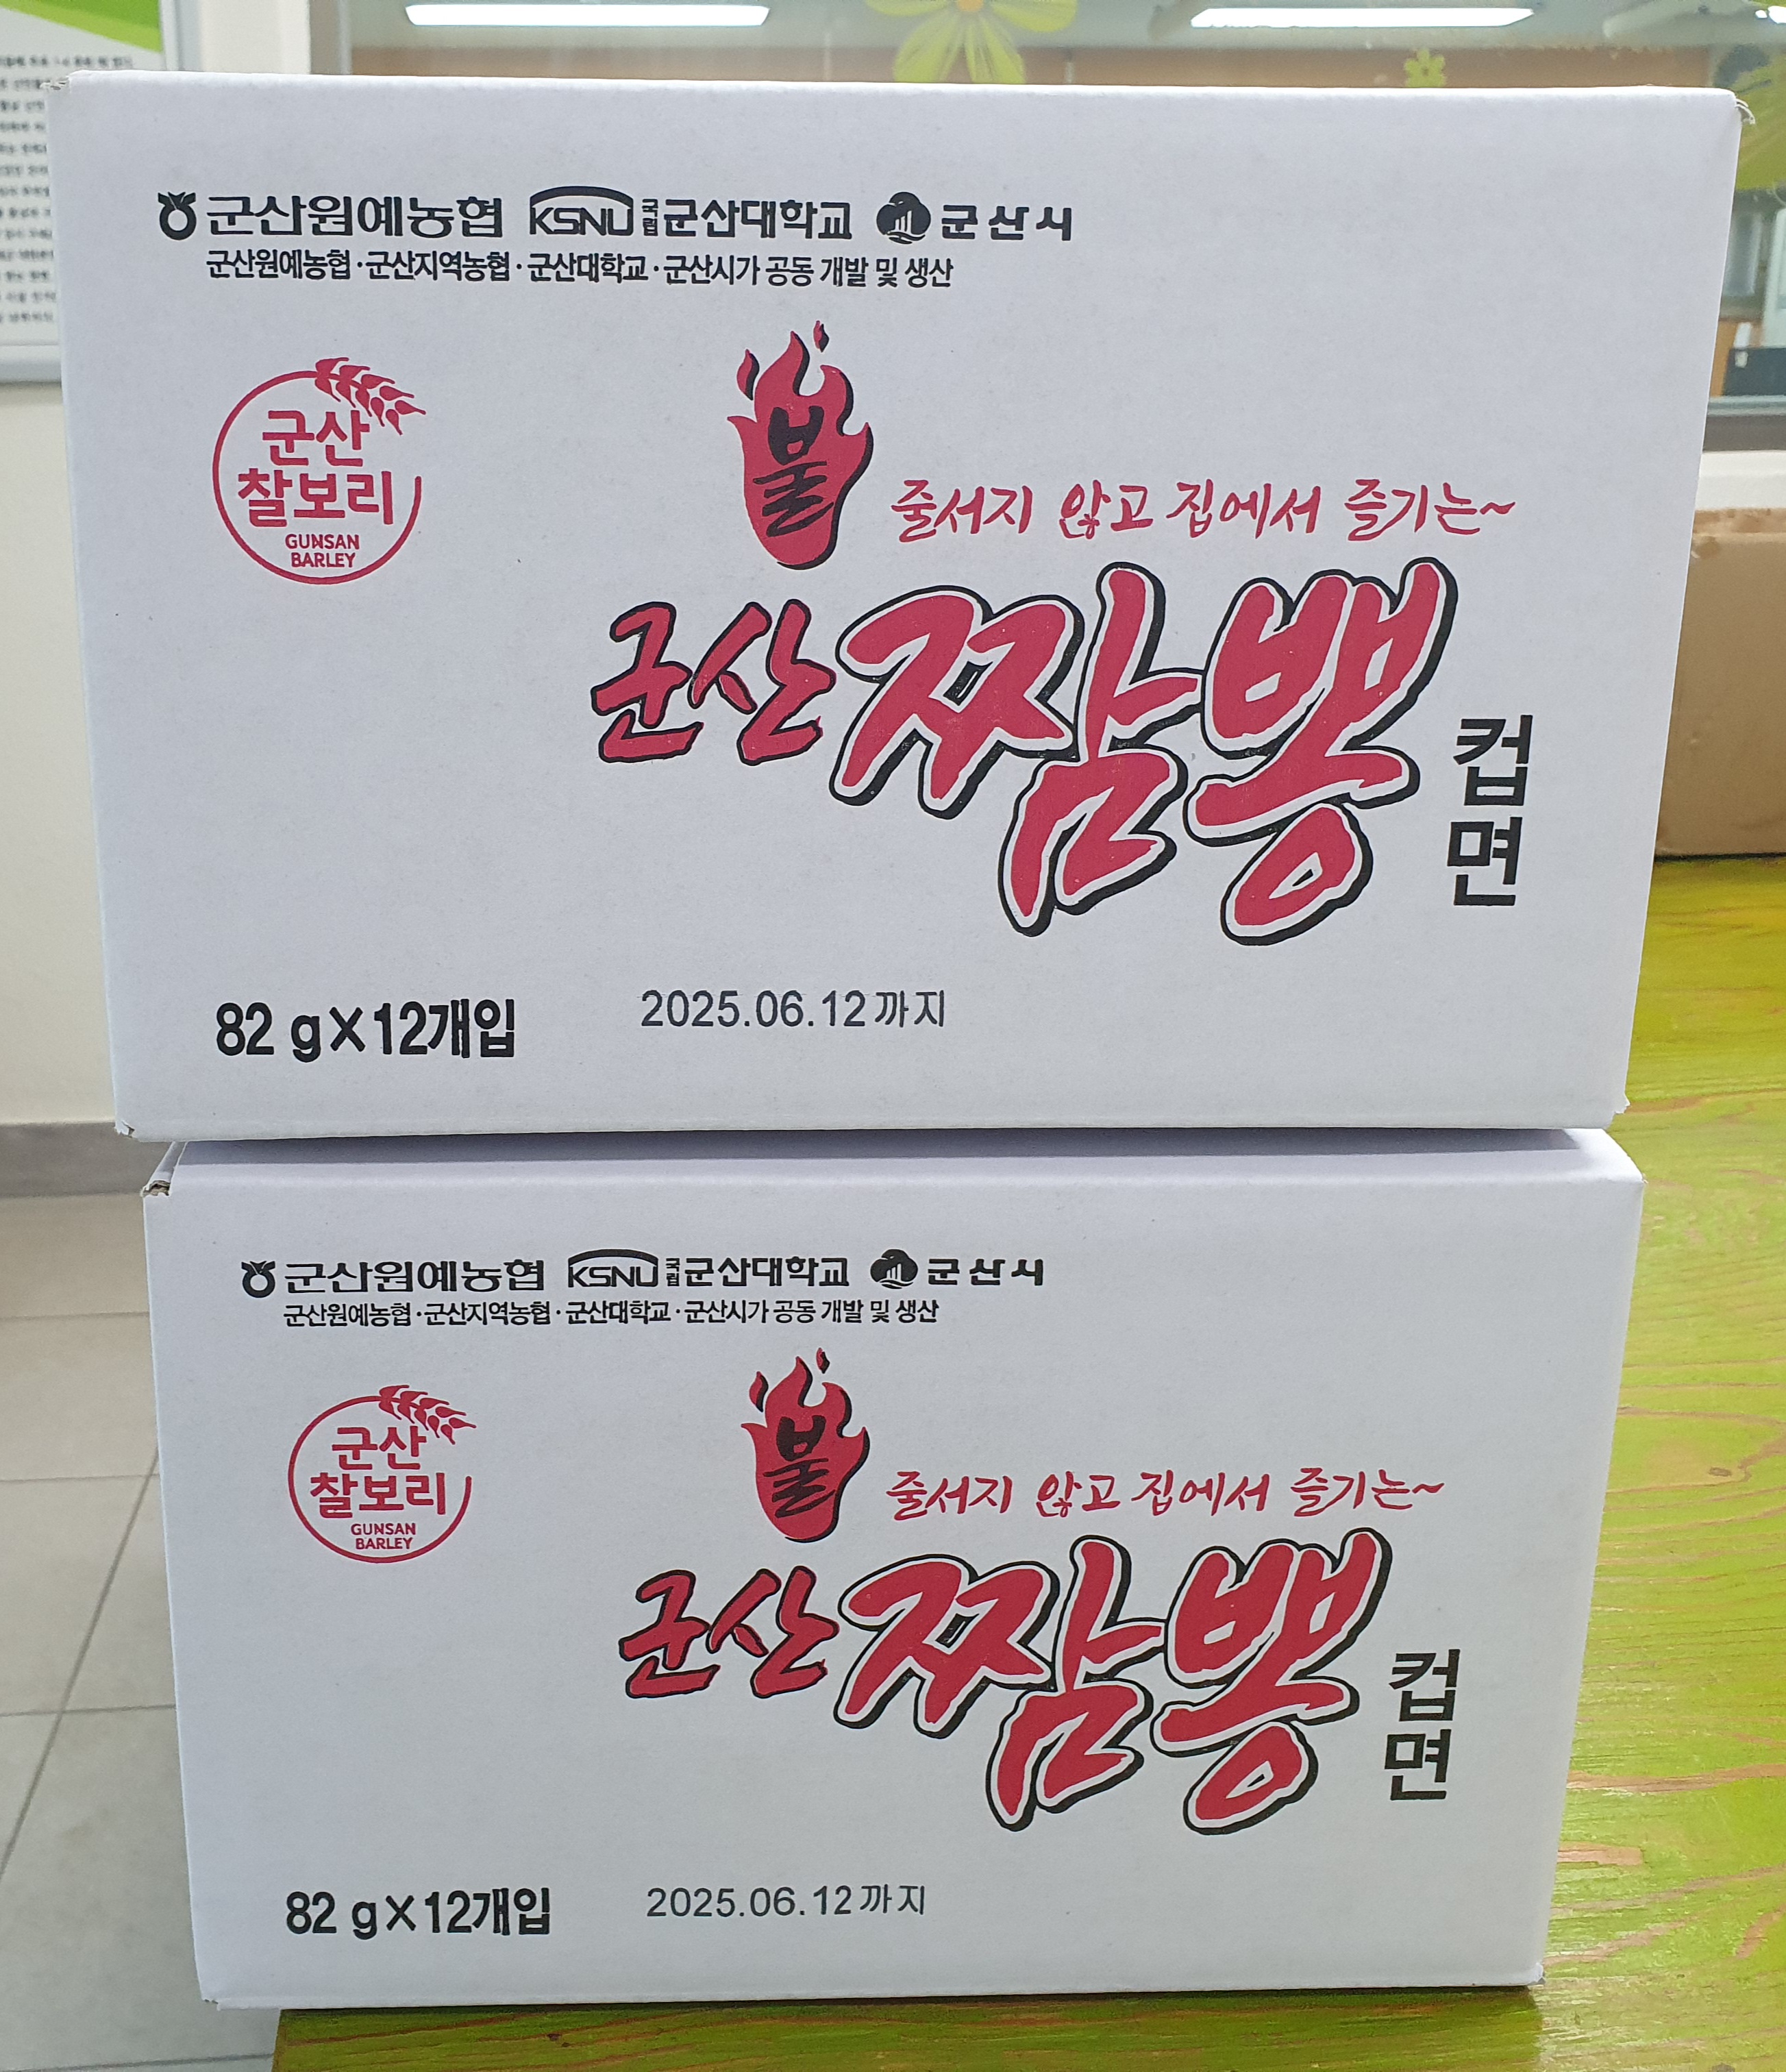 군산원예농협 KSNU 국립 군산대학교 군산시
군산원예농협·군산지역농협·군산대학교·군산시가 공동 개발 및 생산
군산
찰보리
GUNSAN
BARLEY
불
줄서지 않고 집에서 즐기는~
군산짬뽕
컵면
82 g×12개입
2025.06.12까지
군산원예농협 KSNU 국립 군산대학교 군산시
군산원예농협·군산지역농협·군산대학교·군산시가 공동 개발 및 생산
군산
찰보리
GUNSAN
BARLEY
불
줄서지 않고 집에서 즐기는~
군산짬뽕
컵면
82 g×12개입
2025.06.12까지